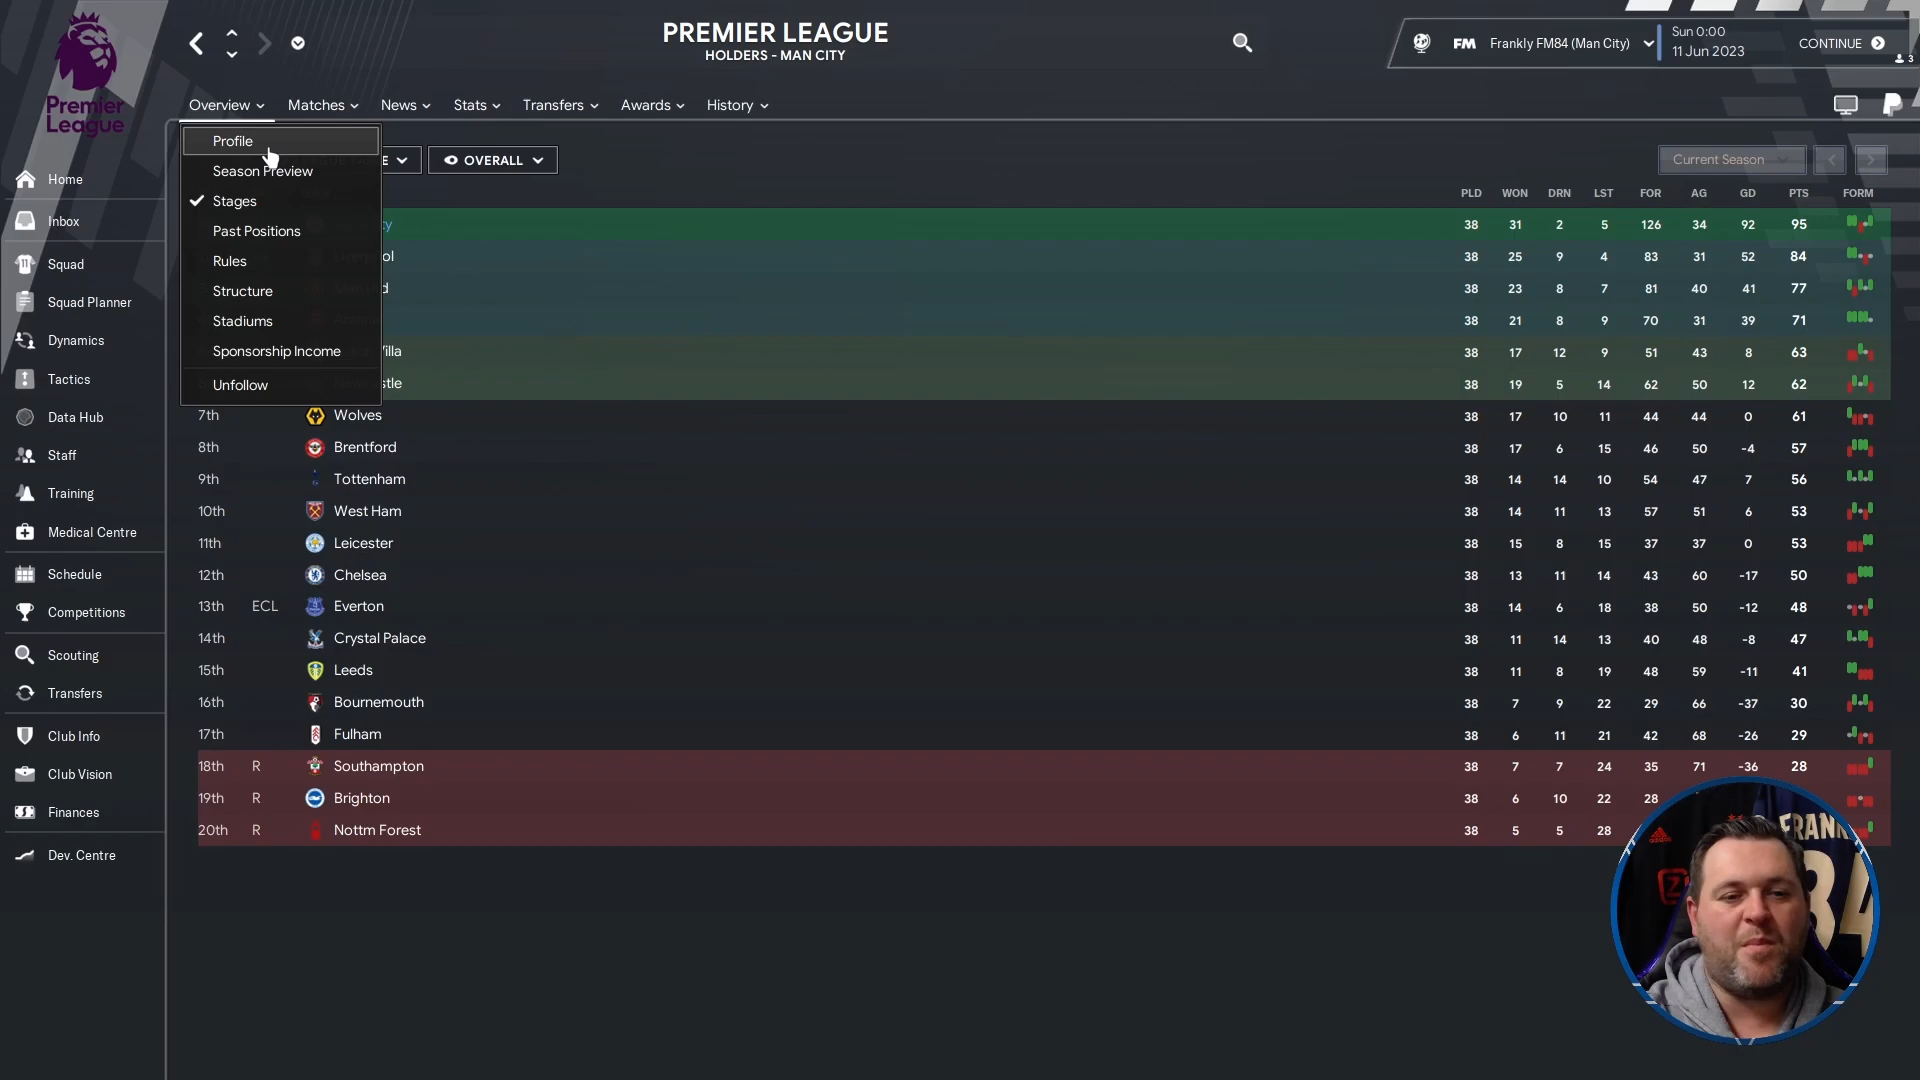 PREMIER LEAGUE
HOLDERS - MAN CITY
FM Frankly FM84 (Man City)
Sun 0:00
11 Jun 2023
CONTINUE
3
Premier
League
Overview Matches News Stats Transfers Awards History
Profile
Season Preview
Stages
Past Positions
Rules
Structure
Stadiums
Sponsorship Income
Unfollow
OVERALL
Current Season
Home
Inbox
Squad
Squad Planner
Dynamics
Tactics
Data Hub
Staff
Training
Medical Centre
Schedule
Competitions
Scouting
Transfers
Club Info
Club Vision
Finances
Dev. Centre
PLD WON DRN LST FOR AG GD PTS FORM
38 31 2 5 126 34 92 95
38 25 9 4 83 31 52 84
38 23 8 7 81 40 41 77
38 21 8 9 70 31 39 71
Villa 38 17 12 9 51 43 8 63
38 19 5 14 62 50 12 62
7th Wolves 38 17 10 11 44 44 0 61
8th Brentford 38 17 6 15 46 50 -4 57
9th Tottenham 38 14 14 10 54 47 7 56
10th West Ham 38 14 11 13 57 51 6 53
11th Leicester 38 15 8 15 37 37 0 53
12th Chelsea 38 13 11 14 43 60 -17 50
13th ECL Everton 38 14 6 18 38 50 -12 48
14th Crystal Palace 38 11 14 13 40 48 -8 47
15th Leeds 38 11 8 19 48 59 -11 41
16th Bournemouth 38 7 9 22 29 66 -37 30
17th Fulham 38 6 11 21 42 68 -26 29
18th R Southampton 38 7 7 24 35 71 -36 28
19th R Brighton 38 6 10 22 28
20th R Nottm Forest 38 5 5 28
FRANK
84